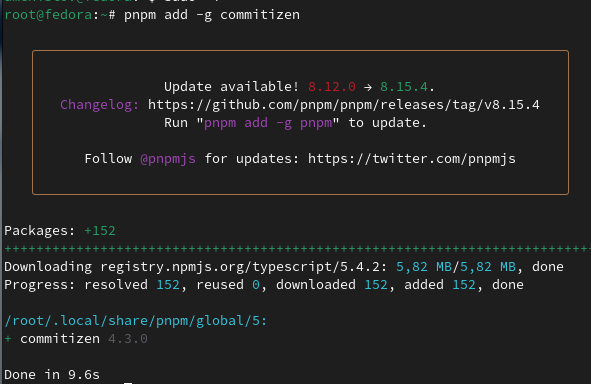 root@fedora:~# pnpm add -g commitizen
Update available! 8.12.0 → 8.15.4.
Changelog: https://github.com/pnpm/pnpm/releases/tag/v8.15.4
Run "pnpm add -g pnpm" to update.
Follow @pnpmjs for updates: https://twitter.com/pnpmjs
Packages: +152
++++++++++++++++++++++++++++++++++++++++++++++++++++++++++++++++++++++++++
Downloading registry.npmjs.org/typescript/5.4.2: 5,82 MB/5,82 MB, done
Progress: resolved 152, reused 0, downloaded 152, added 152, done
/root/.local/share/pnpm/global/5:
+ commitizen 4.3.0
Done in 9.6s